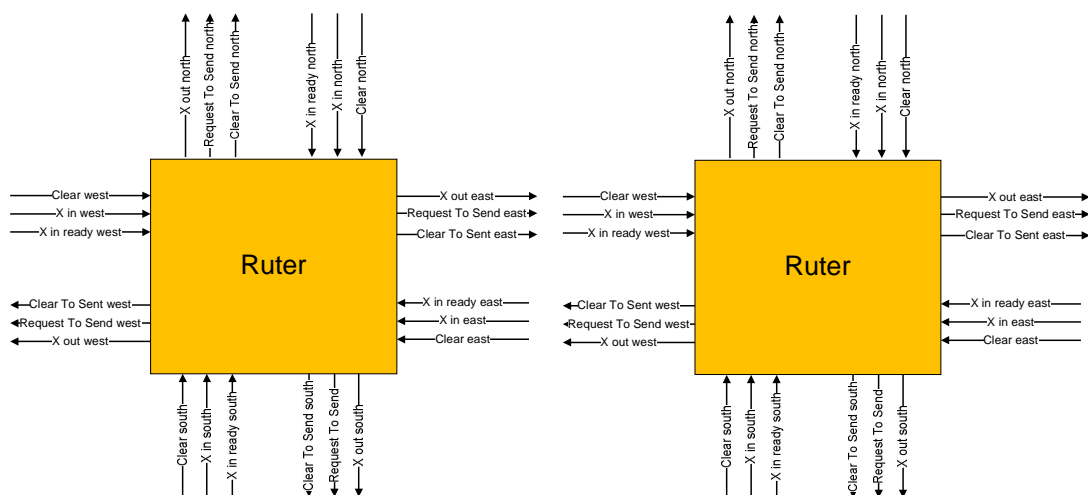 X out north
Request To Send north
Clear To Send north
X in ready north
X in north
Clear north
Clear west
X in west
X in ready west
X out east
Request To Send east
Clear To Sent east
Ruter
Clear To Sent west
Request To Send west
X out west
X in ready east
X in east
Clear east
Clear south
X in south
X in ready south
Clear To Send south
Request To Send
X out south
X out north
Request To Send north
Clear To Send north
X in ready north
X in north
Clear north
Clear west
X in west
X in ready west
X out east
Request To Send east
Clear To Sent east
Ruter
Clear To Sent west
Request To Send west
X out west
X in ready east
X in east
Clear east
Clear south
X in south
X in ready south
Clear To Send south
Request To Send
X out south